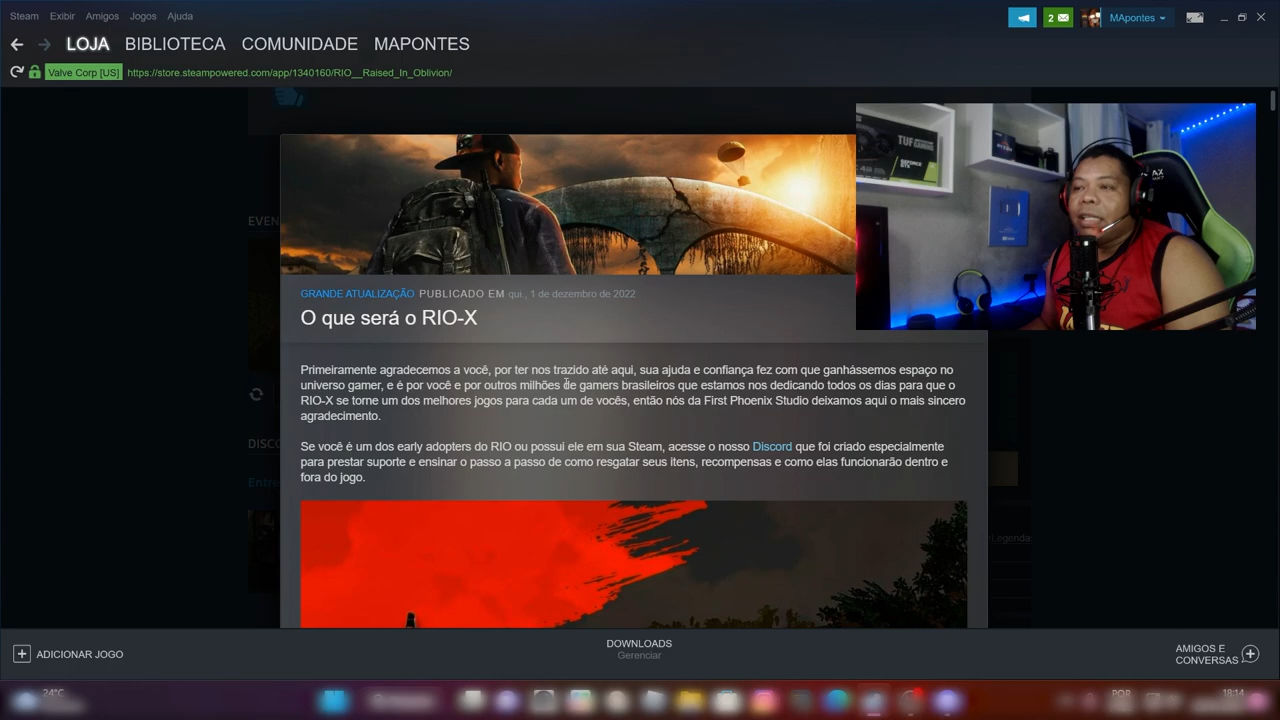 Steam Exibir Amigos Jogos Ajuda
2 MApontes
LOJA BIBLIOTECA COMUNIDADE MAPONTES
Valve Corp [US] https://store.steampowered.com/app/1340160/RIO__Raised_In_Oblivion/
TUF GAMING
GEFORCE GTX
EVEN
GRANDE ATUALIZAÇÃO PUBLICADO EM qui., 1 de dezembro de 2022
O que será o RIO-X
Primeiramente agradecemos a você, por ter nos trazido até aqui, sua ajuda e confiança fez com que ganhássemos espaço no
universo gamer, e é por você e por outros milhões de gamers brasileiros que estamos nos dedicando todos os dias para que o
RIO-X se torne um dos melhores jogos para cada um de vocês, então nós da First Phoenix Studio deixamos aqui o mais sincero
agradecimento.
DISC
Se você é um dos early adopters do RIO ou possui ele em sua Steam, acesse o nosso Discord que foi criado especialmente
para prestar suporte e ensinar o passo a passo de como resgatar seus itens, recompensas e como elas funcionarão dentro e
fora do jogo.
Entre
ADICIONAR JOGO
DOWNLOADS
Gerenciar
AMIGOS E
CONVERSAS
24°C
POR
18:14